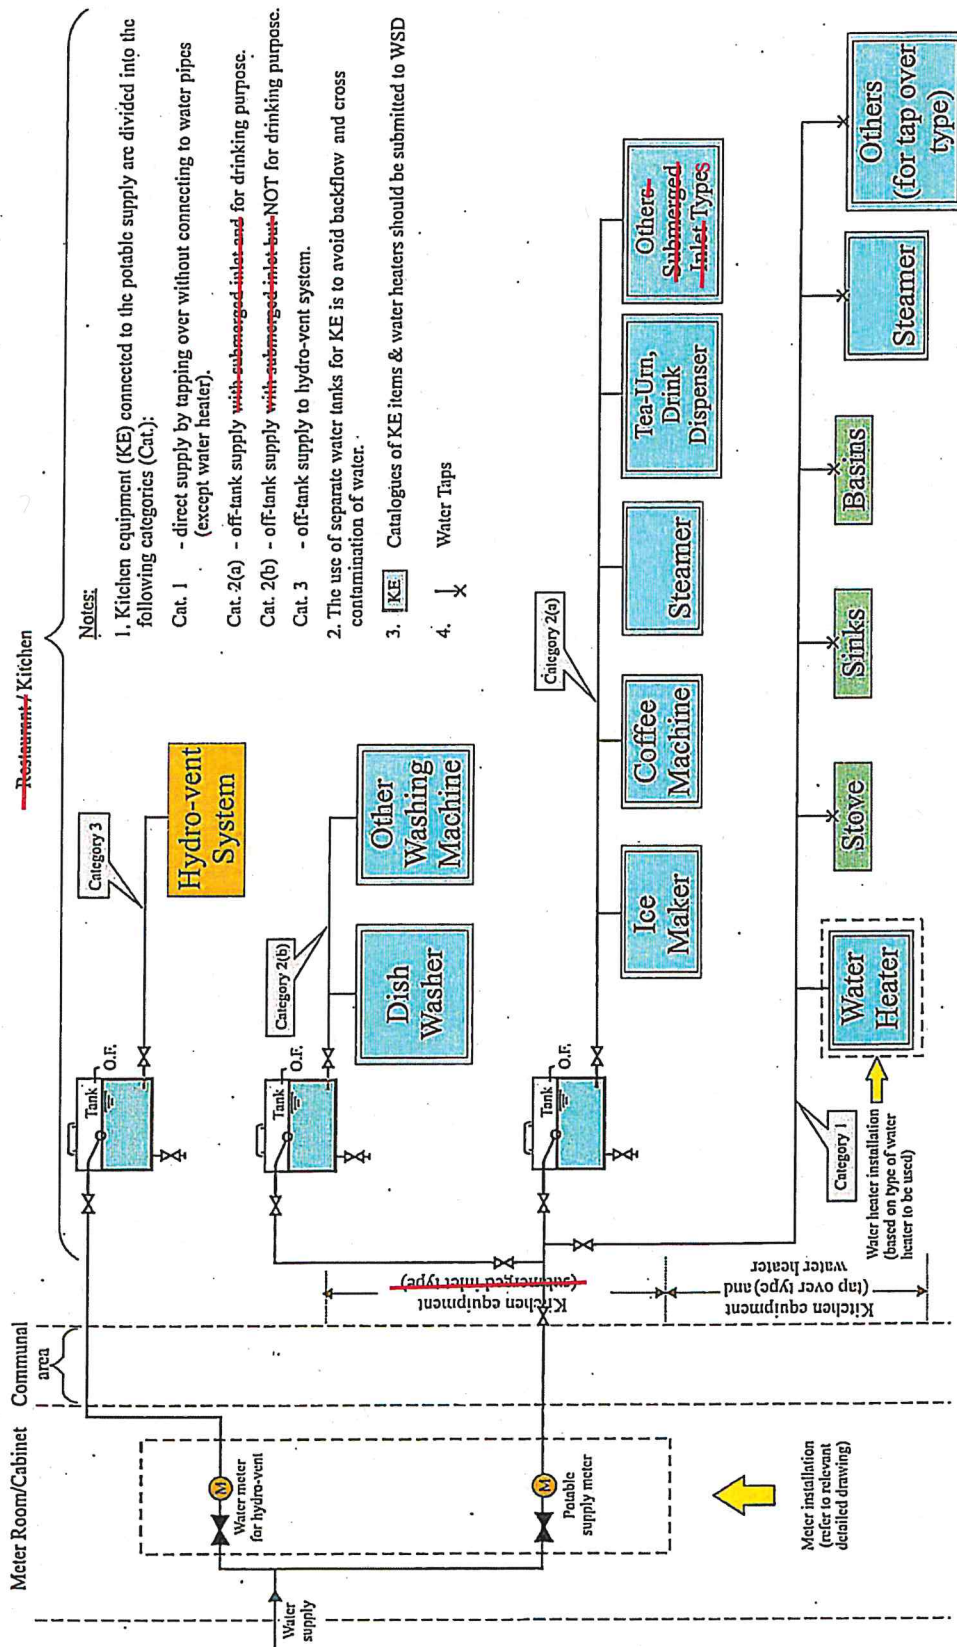 Restaurant / Kitchen
Meter Room/Cabinet
Communal
area
Notes:
1. Kitchen equipment (KE) connected to the potable supply are divided into the
following categories (Cat.):
Cat. 1 - direct supply by tapping over without connecting to water pipes
(except water heater).
Cat. 2(a) - off-tank supply with submerged inlet and for drinking purpose.
Cat. 2(b) - off-tank supply with submerged inlet but NOT for drinking purpose.
Cat. 3 - off-tank supply to hydro-vent system.
2. The use of separate water tanks for KE is to avoid backflow and cross
contamination of water.
3. KE Catalogues of KE items & water heaters should be submitted to WSD
4. Water Taps
Category 3
Tank
O.F.
Hydro-vent
System
Category 2(b)
Tank
O.F.
Dish
Washer
Other
Washing
Machine
Water
supply
M
Water meter
for hydro-vent
M
Potable
supply meter
Meter installation
(refer to relevant
detailed drawing)
Kitchen equipment
(submerged inlet type)
Kitchen equipment
(tap over type) and
water heater
Category 2(a)
Tank
O.F.
Ice
Maker
Coffee
Machine
Steamer
Tea-Urn,
Drink
Dispenser
Others
Submerged
Inlet Types
Category 1
Water heater installation
(based on type of water
heater to be used)
Water
Heater
Stove
Sinks
Basins
Steamer
Others
(for tap over
type)